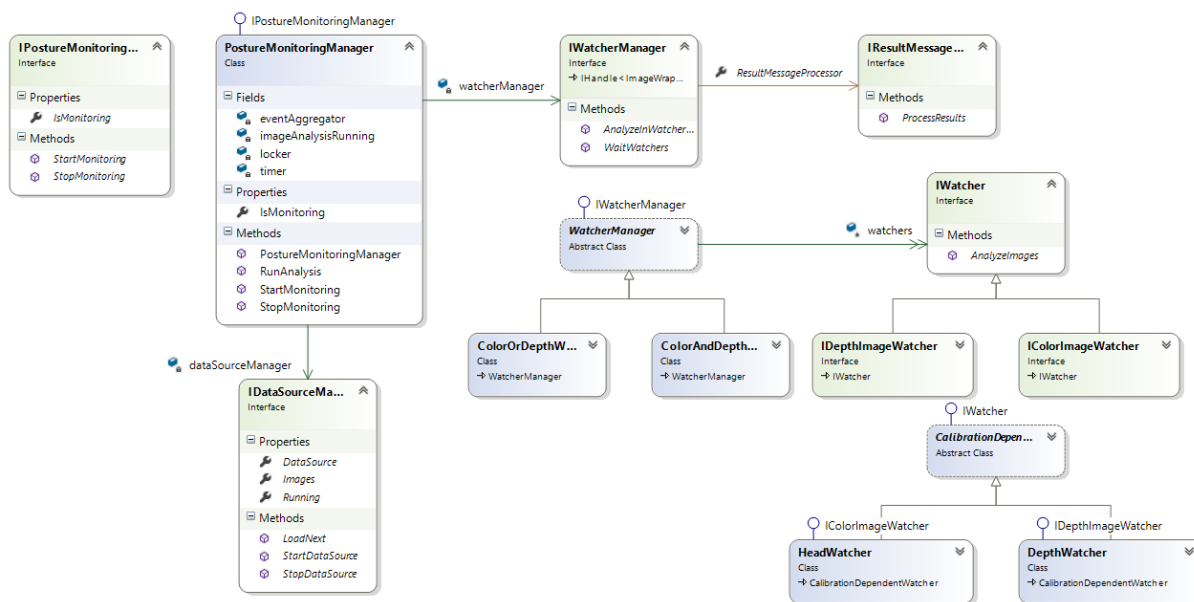 IPostureMonitoringManager
IPostureMonitoring...
Interface
Properties
IsMonitoring
Methods
StartMonitoring
StopMonitoring
PostureMonitoringManager
Class
Fields
eventAggregator
imageAnalysisRunning
locker
timer
Properties
IsMonitoring
Methods
PostureMonitoringManager
RunAnalysis
StartMonitoring
StopMonitoring
watcherManager
IWatcherManager
Interface
IHandle<ImageWrap...
Methods
AnalyzeInWatcher...
WaitWatchers
ResultMessageProcessor
IResultMessage...
Interface
Methods
ProcessResults
IWatcherManager
WatcherManager
Abstract Class
watchers
IWatcher
Interface
Methods
AnalyzeImages
ColorOrDepthW...
Class
WatcherManager
ColorAndDepth...
Class
WatcherManager
IDepthImageWatcher
Interface
IWatcher
IColorImageWatcher
Interface
IWatcher
dataSourceManager
IDataSourceMa...
Interface
Properties
DataSource
Images
Running
Methods
LoadNext
StartDataSource
StopDataSource
IWatcher
CalibrationDepen...
Abstract Class
IColorImageWatcher
HeadWatcher
Class
CalibrationDependentWatcher
IDepthImageWatcher
DepthWatcher
Class
CalibrationDependentWatcher